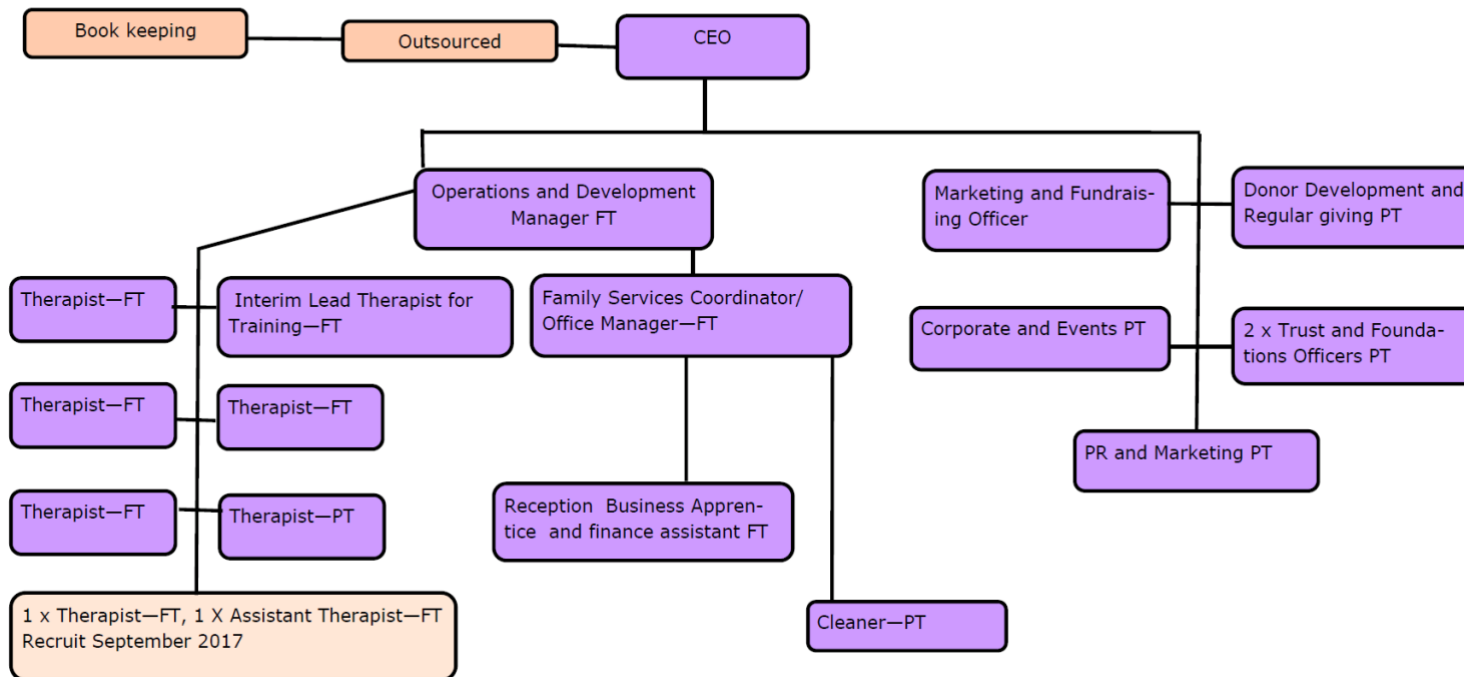 Book keeping
Outsourced
CEO
Operations and Development
Manager FT
Marketing and Fundrais-
ing Officer
Donor Development and
Regular giving PT
Therapist—FT
Interim Lead Therapist for
Training—FT
Family Services Coordinator/
Office Manager—FT
Corporate and Events PT
2 x Trust and Founda-
tions Officers PT
Therapist—FT
Therapist—FT
PR and Marketing PT
Therapist—FT
Therapist—PT
Reception  Business Appren-
tice  and finance assistant FT
1 x Therapist—FT, 1 X Assistant Therapist—FT
Recruit September 2017
Cleaner—PT